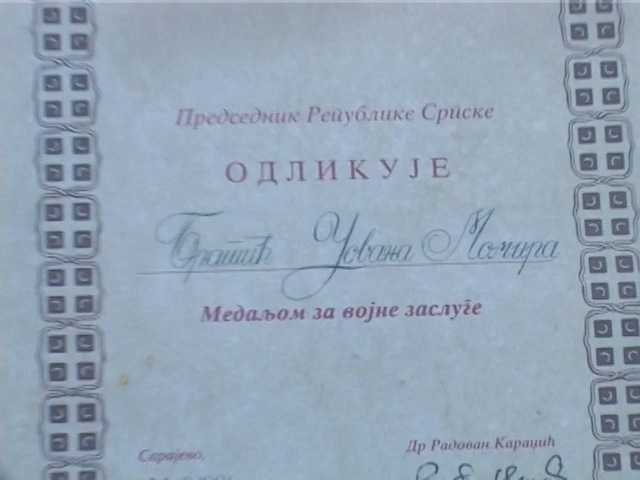 Председник Републике Српске
ОДЛИКУЈЕ
Братић Јована
Медаљом за војне заслуге
Др Радован Караџић
Сарајево,